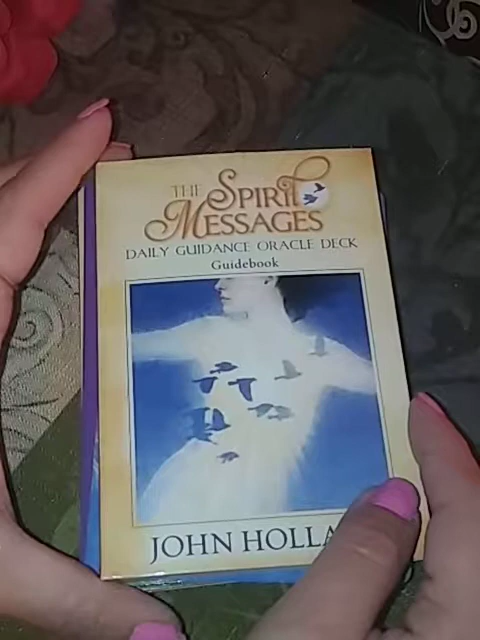 THE SPIRIT
MESSAGES
DAILY GUIDANCE ORACLE DECK
Guidebook
JOHN HOLLA